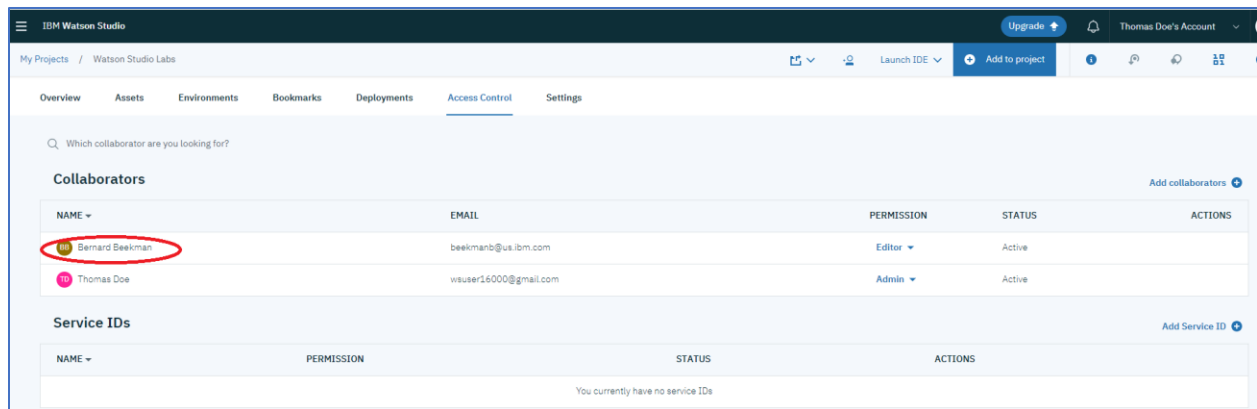 IBM Watson Studio Upgrade Thomas Doe's Account
My Projects / Watson Studio Labs Launch IDE Add to project
Overview Assets Environments Bookmarks Deployments Access Control Settings
Which collaborator are you looking for?
Collaborators
Add collaborators
NAME EMAIL PERMISSION STATUS ACTIONS
BB Bernard Beekman beekmanb@us.ibm.com Editor Active
TD Thomas Doe wsuser16000@gmail.com Admin Active
Service IDs
Add Service ID
NAME PERMISSION STATUS ACTIONS
You currently have no service IDs